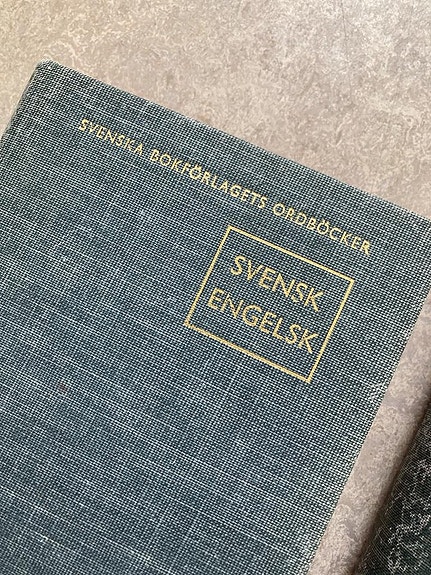 SVENSKA BOKFÖRLAGETS ORDBÖCKER
SVENSK
ENGELSK